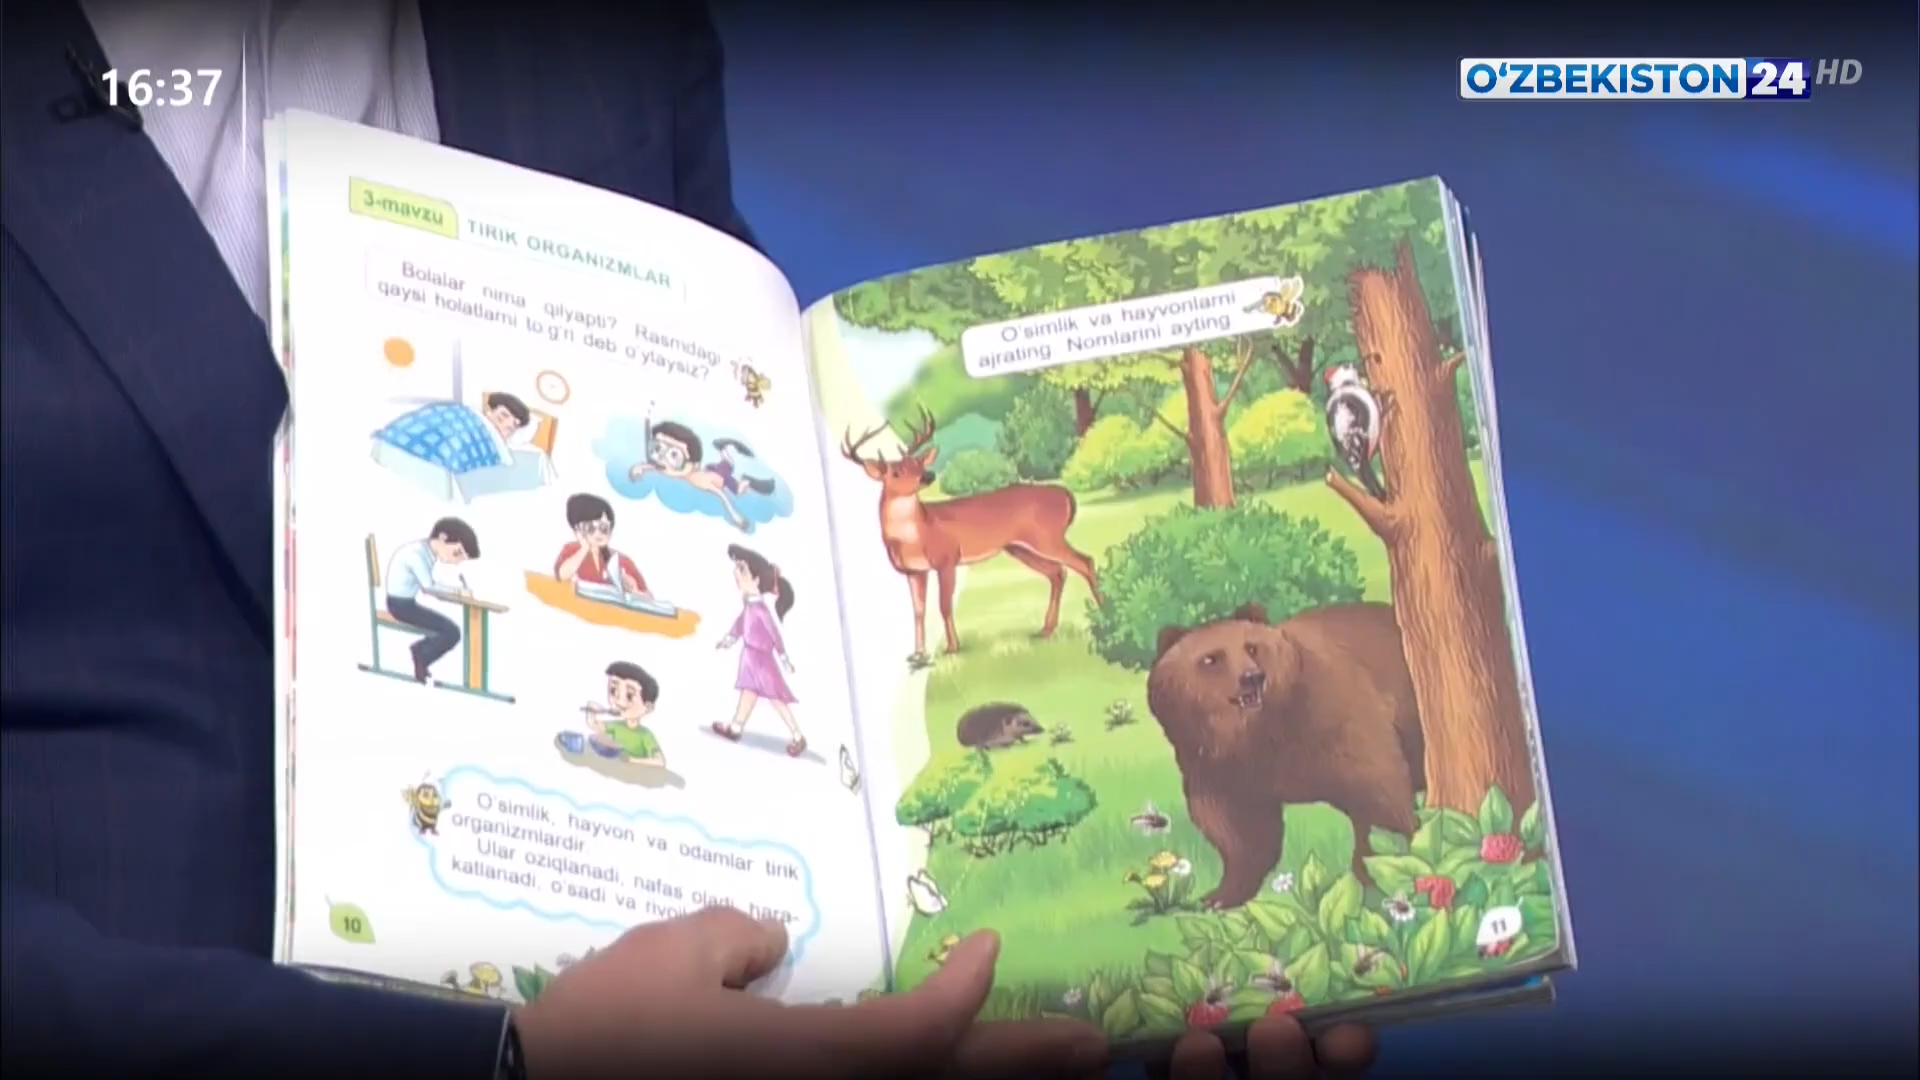 16:37
O‘ZBEKISTON 24 HD
3-mavzu
TIRIK ORGANIZMLAR
Bolalar nima qilyapti? Rasmdagi
qaysi holatlarni to‘g‘ri deb o‘ylaysiz?
O‘simlik, hayvon va odamlar tirik
organizmlardir.
Ular oziqlanadi, nafas oladi, hara-
katlanadi, o‘sadi va
10
O‘simlik va hayvonlarni
ajrating. Nomlarini ayting.
11